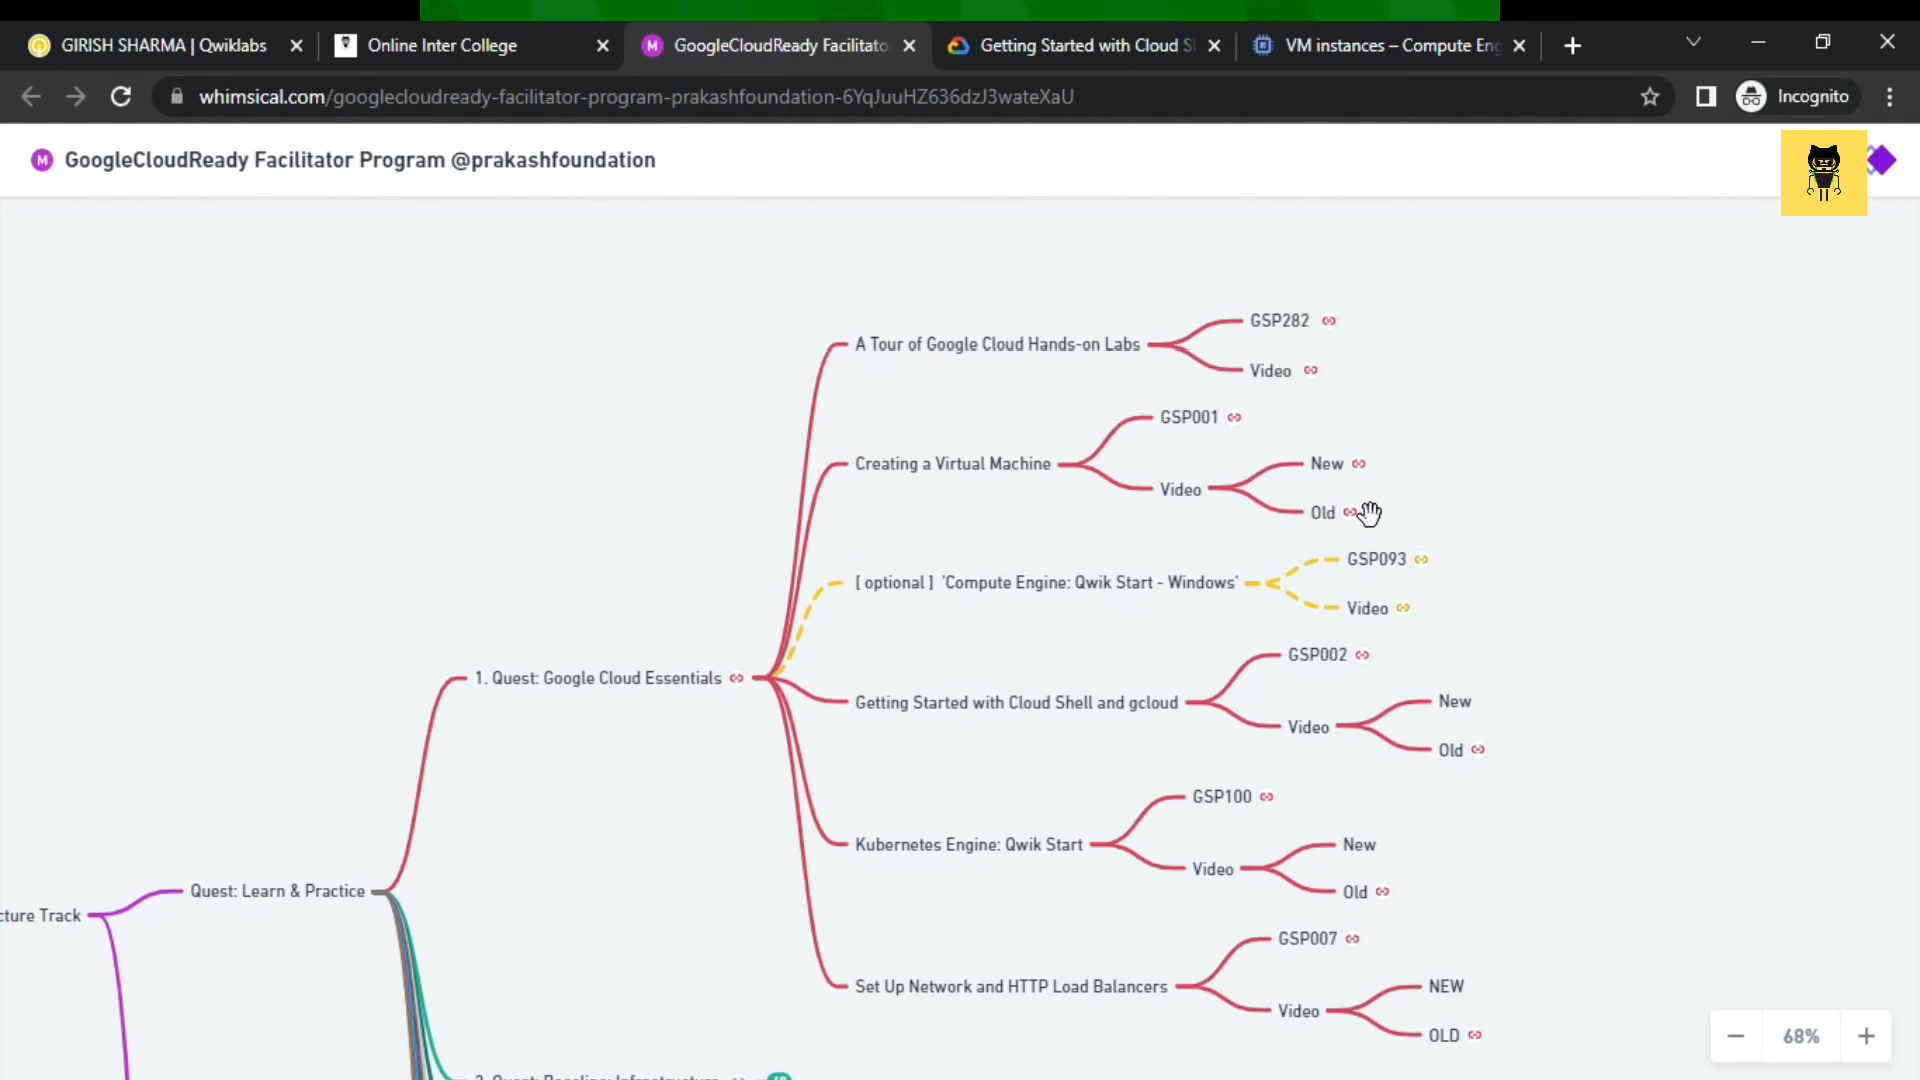 GIRISH SHARMA | Qwiklabs
Online Inter College
M GoogleCloudReady Facilitato
Getting Started with Cloud S
VM instances – Compute Eng
whimsical.com/googlecloudready-facilitator-program-prakashfoundation-6YqJuuHZ636dzJ3wateXaU
Incognito
M GoogleCloudReady Facilitator Program @prakashfoundation
GSP282
A Tour of Google Cloud Hands-on Labs
Video
GSP001
Creating a Virtual Machine
New
Video
Old
GSP093
[ optional ] 'Compute Engine: Qwik Start - Windows'
Video
GSP002
1. Quest: Google Cloud Essentials
Getting Started with Cloud Shell and gcloud
New
Video
Old
GSP100
Kubernetes Engine: Qwik Start
New
Video
Old
Quest: Learn & Practice
cture Track
GSP007
Set Up Network and HTTP Load Balancers
NEW
Video
OLD
68%